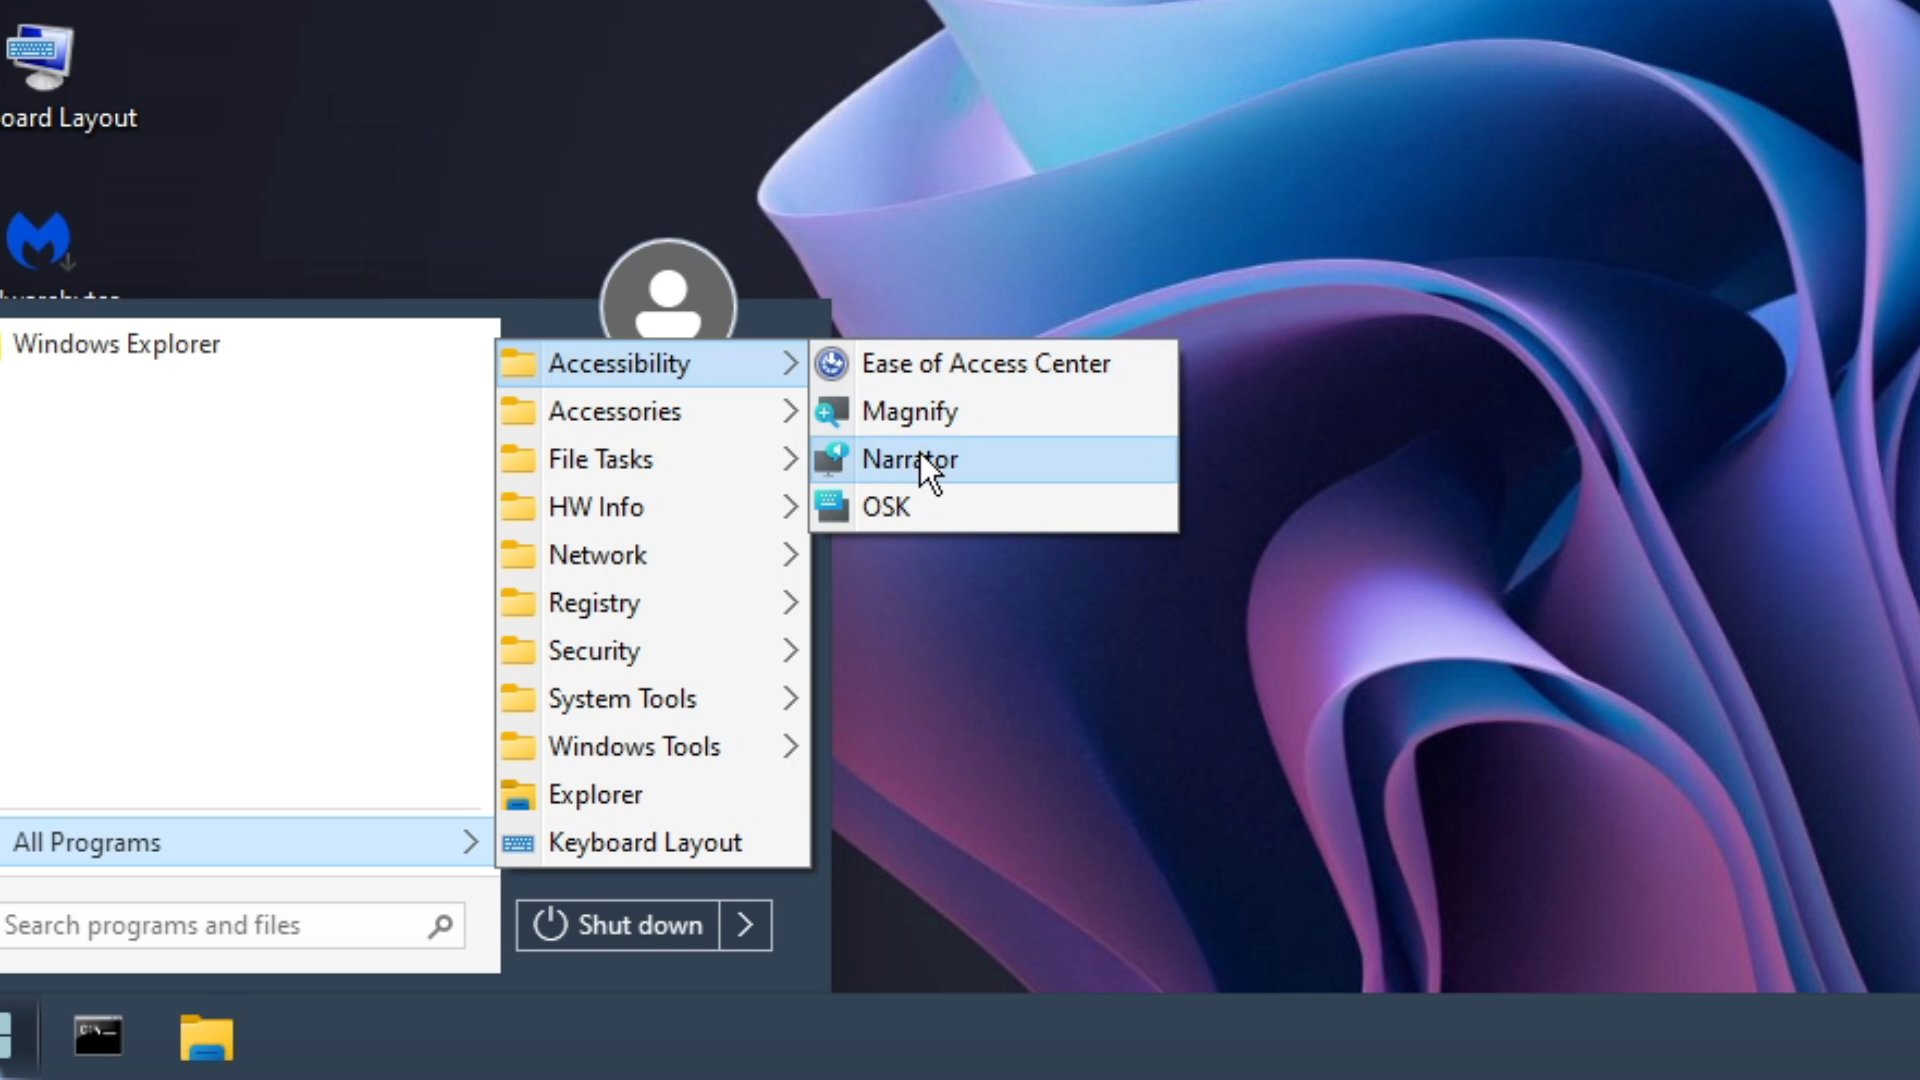 oard Layout
Windows Explorer
Accessibility
Accessories
File Tasks
HW Info
Network
Registry
Security
System Tools
Windows Tools
Explorer
Keyboard Layout
Ease of Access Center
Magnify
Narrator
OSK
All Programs
Search programs and files
Shut down